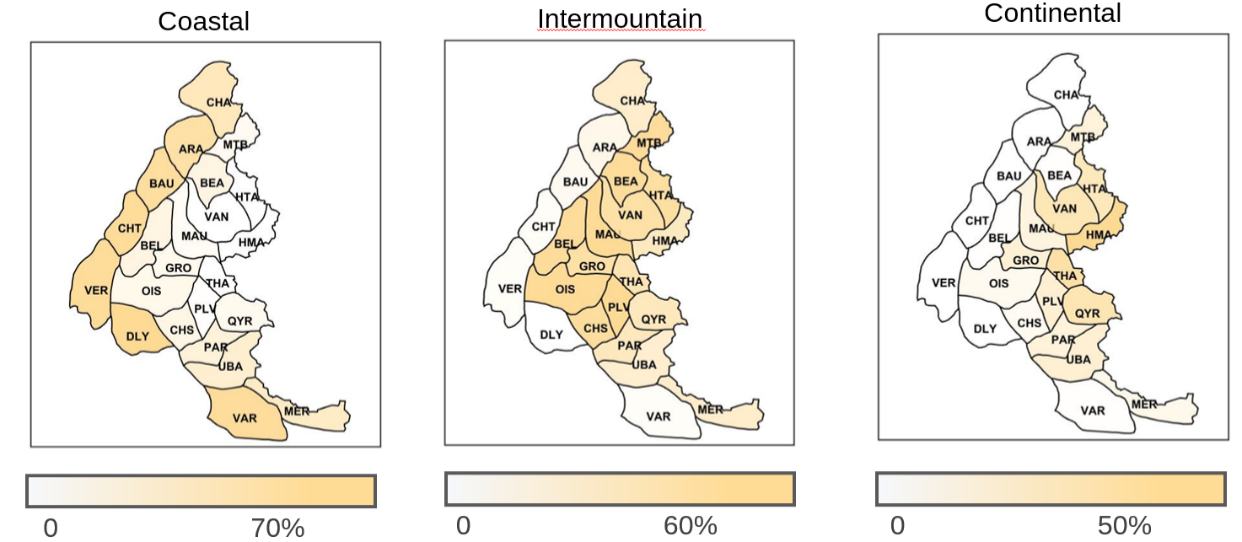 Coastal
CHA
MTB
ARA
BAU
BEA
HTA
VAN
CHT
MAU
BEL
HMA
GRO
THA
VER
OIS
PLV
QYR
DLY
CHS
PAR
UBA
VAR
MER
0
70%
Intermountain
CHA
MTB
ARA
BAU
BEA
HTA
VAN
CHT
MAU
BEL
HMA
GRO
THA
VER
OIS
PLV
QYR
DLY
CHS
PAR
UBA
VAR
MER
0
60%
Continental
CHA
MTB
ARA
BAU
BEA
HTA
VAN
CHT
MAU
BEL
HMA
GRO
THA
VER
OIS
PLV
QYR
DLY
CHS
PAR
UBA
VAR
MER
0
50%